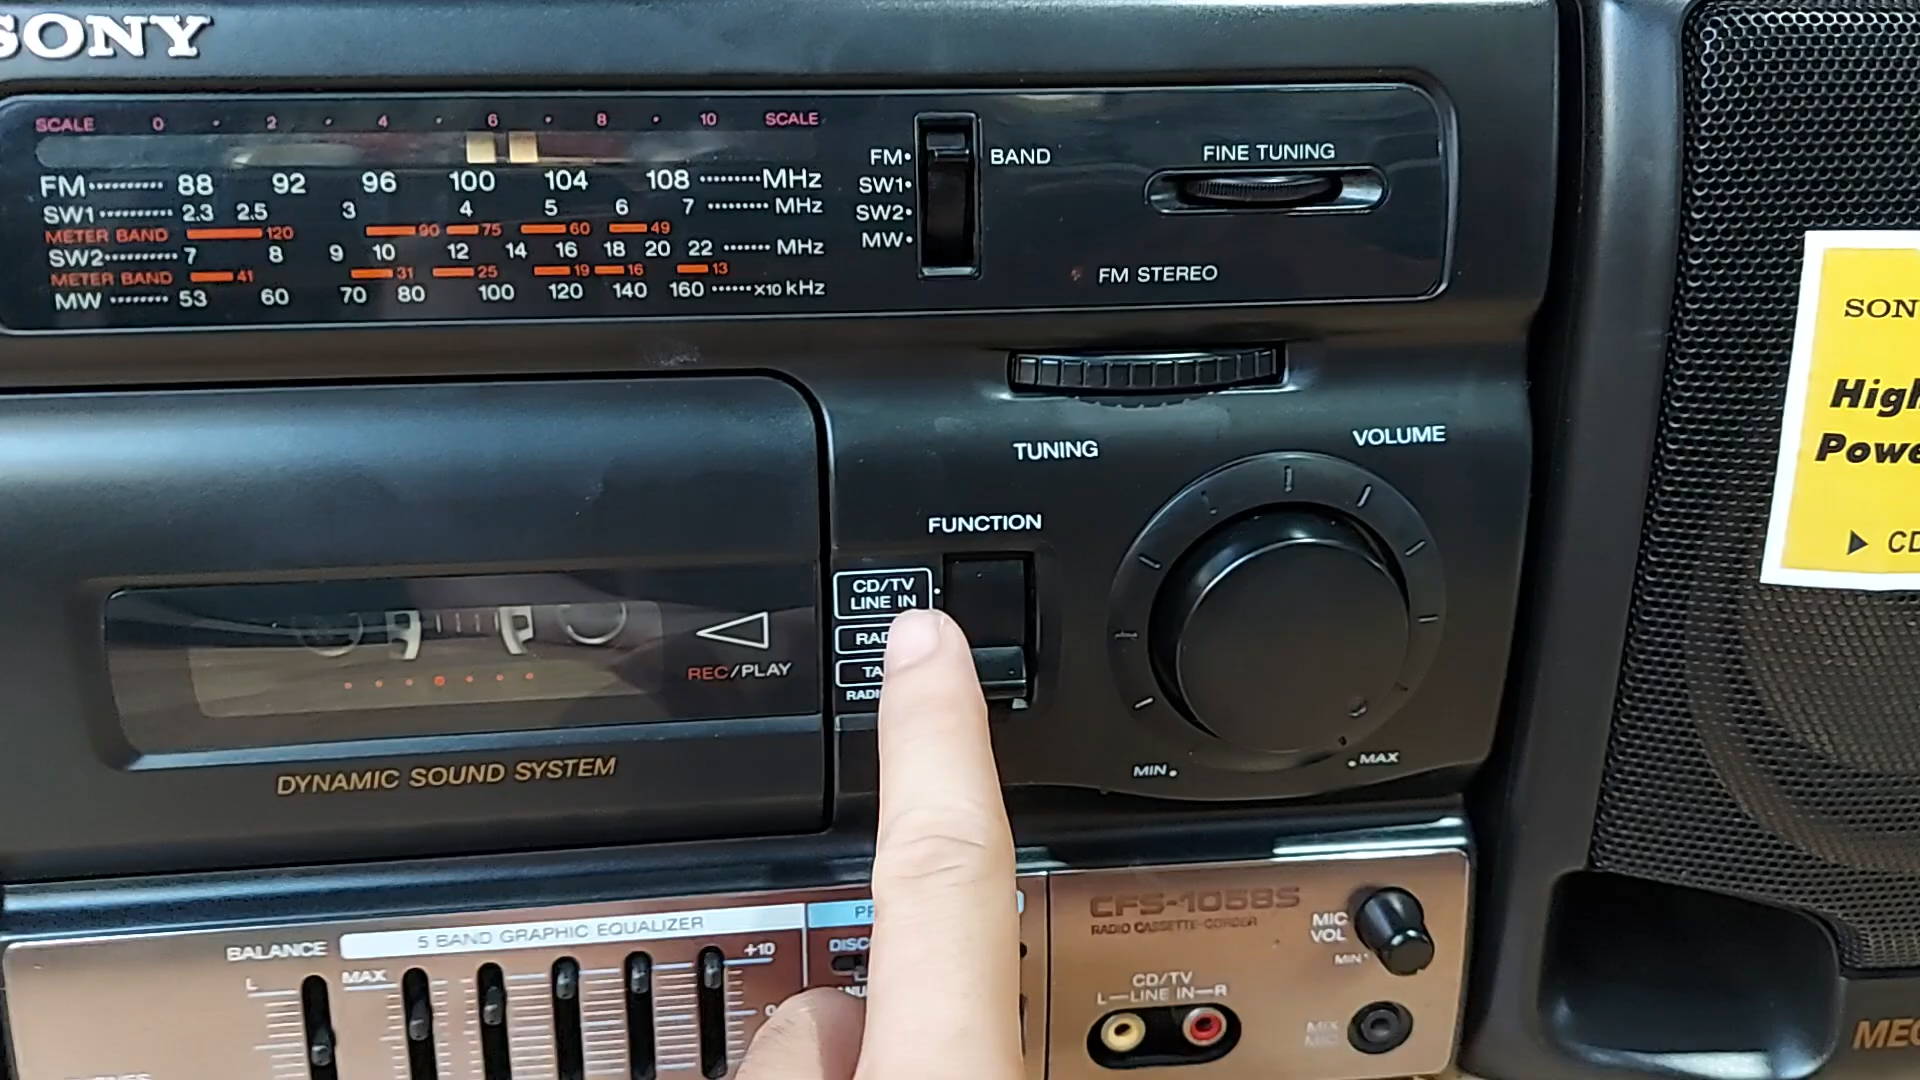 SONY
SCALE 0 2 4 6 8 10 SCALE
FM 88 92 96 100 104 108 MHz
SW1 2.3 2.5 3 4 5 6 7 MHz
METER BAND 120 90 75 60 49
SW2 7 8 9 10 12 14 16 18 20 22 MHz
METER BAND 41 31 25 19 16 13
MW 53 60 70 80 100 120 140 160 x10 kHz
FM
SW1
SW2
MW
BAND
FINE TUNING
FM STEREO
TUNING
VOLUME
FUNCTION
CD/TV
LINE IN
MIN
MAX
REC/PLAY
DYNAMIC SOUND SYSTEM
BALANCE
5 BAND GRAPHIC EQUALIZER
L
MAX
+10
0
CFS-1058S
RADIO CASSETTE-CORDER
MIC
VOL
MIN
CD/TV
L-LINE IN-R
MIX
MIC
High
▶ CD